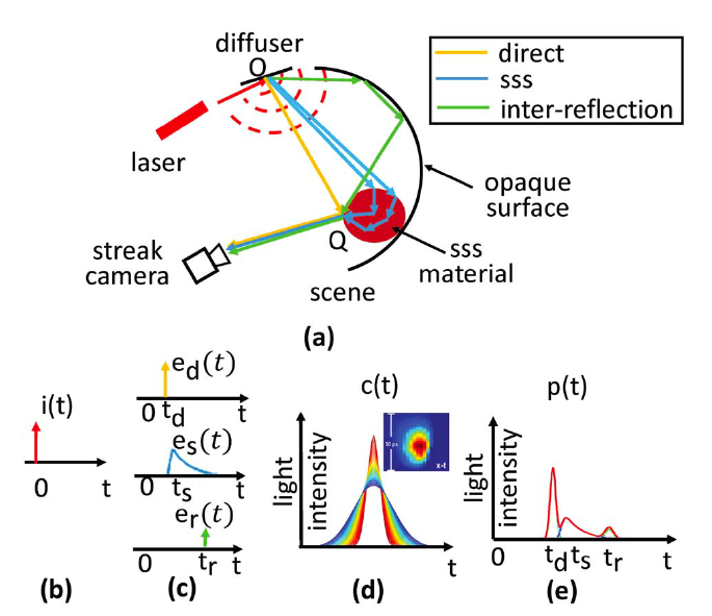 diffuser
O
direct
sss
inter-reflection
laser
opaque
surface
Q
streak
camera
sss
material
scene
(a)
i(t)
0
t
(b)
e_d(t)
0
t_d
t
e_s(t)
0
t_s
t
e_r(t)
0
t_r
t
(c)
c(t)
light
intensity
50 ps
x-t
t
(d)
p(t)
light
intensity
0
t_d
t_s
t_r
t
(e)